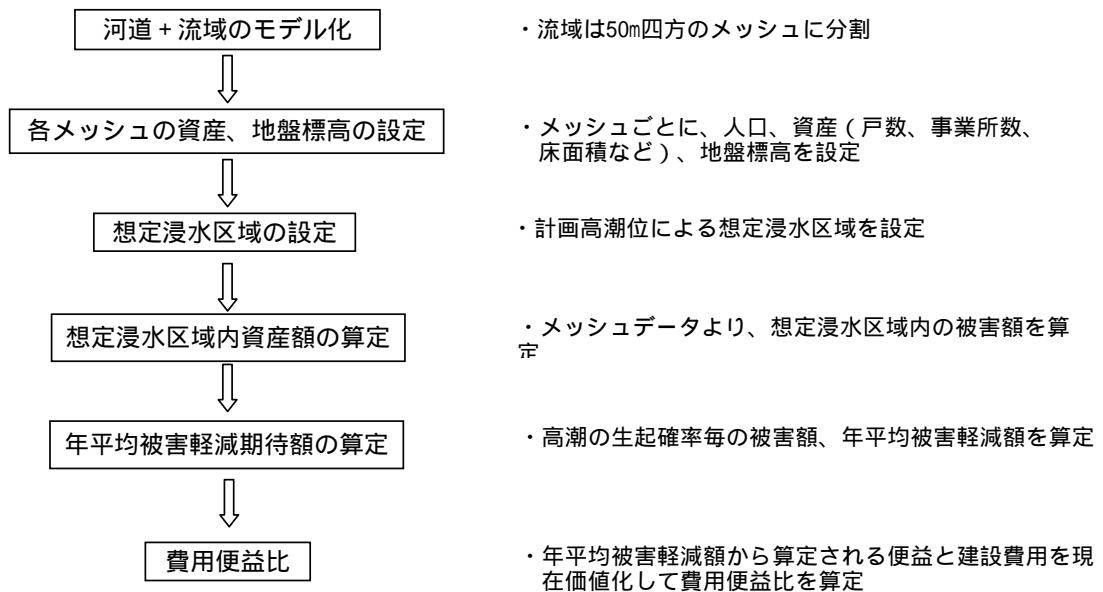 河道＋流域のモデル化
・流域は50m四方のメッシュに分割
各メッシュの資産、地盤標高の設定
・メッシュごとに、人口、資産（戸数、事業所数、
床面積など）、地盤標高を設定
想定浸水区域の設定
・計画高潮位による想定浸水区域を設定
想定浸水区域内資産額の算定
・メッシュデータより、想定浸水区域内の被害額を算
定
年平均被害軽減期待額の算定
・高潮の生起確率毎の被害額、年平均被害軽減額を算定
費用便益比
・年平均被害軽減額から算定される便益と建設費用を現
在価値化して費用便益比を算定